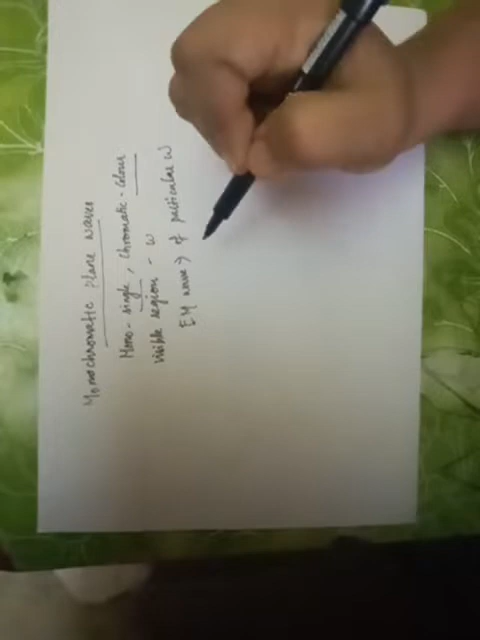 Monochromatic plane waves
Mono - single, chromatic - colour
Visible region - ω
EM wave → of particular ω